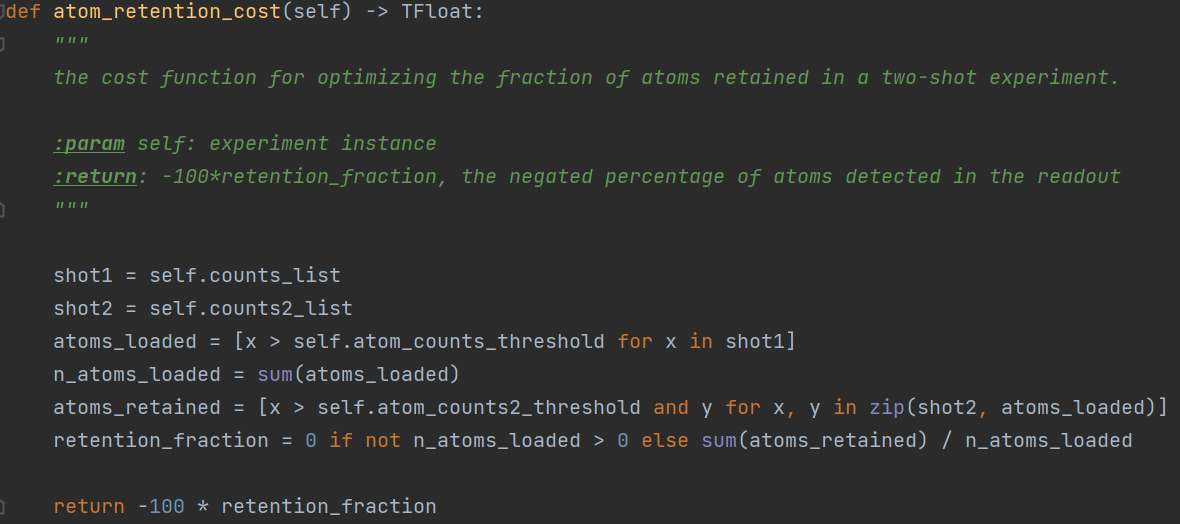 def atom_retention_cost(self) -> TFloat:
"""
the cost function for optimizing the fraction of atoms retained in a two-shot experiment.
:param self: experiment instance
:return: -100*retention_fraction, the negated percentage of atoms detected in the readout
"""
shot1 = self.counts_list
shot2 = self.counts2_list
atoms_loaded = [x > self.atom_counts_threshold for x in shot1]
n_atoms_loaded = sum(atoms_loaded)
atoms_retained = [x > self.atom_counts2_threshold and y for x, y in zip(shot2, atoms_loaded)]
retention_fraction = 0 if not n_atoms_loaded > 0 else sum(atoms_retained) / n_atoms_loaded
return -100 * retention_fraction